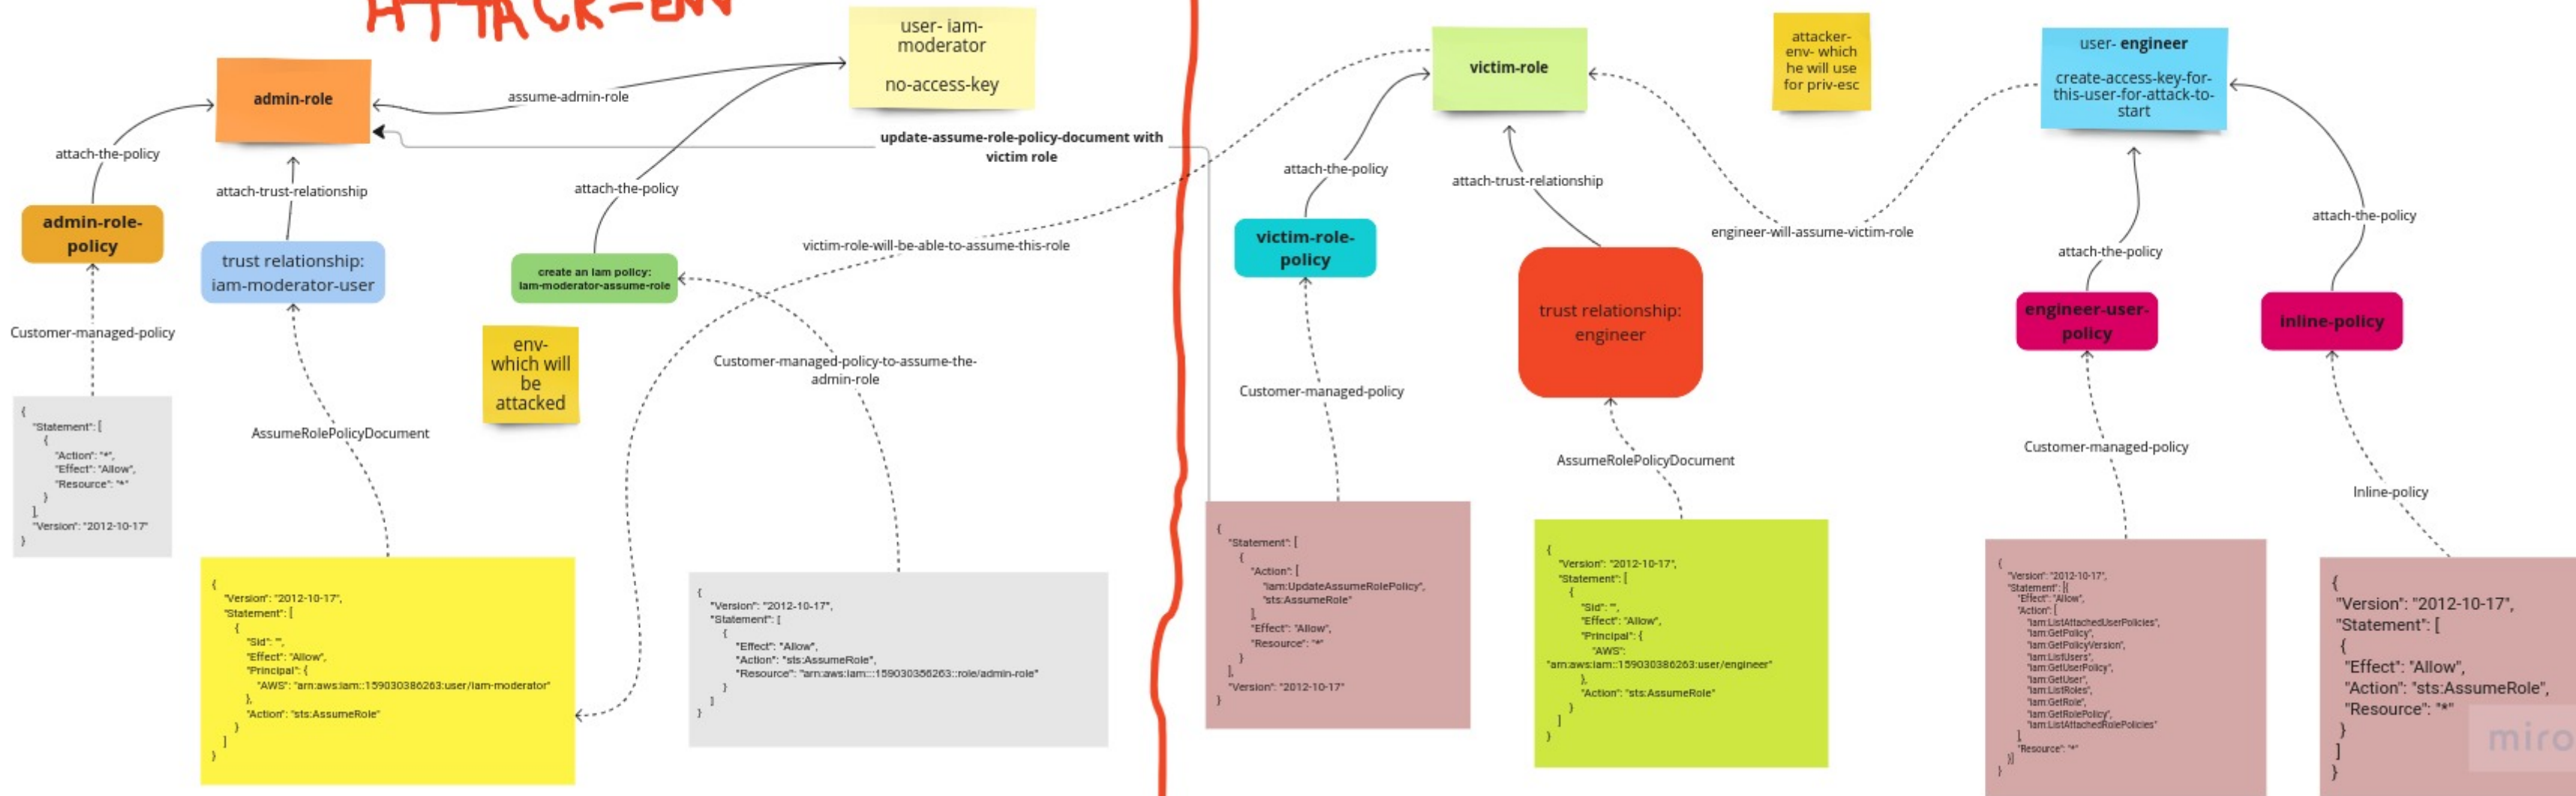 ATTACK-ENV
admin-role
user- iam-
moderator
no-access-key
assume-admin-role
attach-the-policy
attach-trust-relationship
update-assume-role-policy-document with
victim role
attach-the-policy
admin-role-
policy
trust relationship:
iam-moderator-user
create an Iam policy:
Iam-moderator-assume-role
victim-role-will-be-able-to-assume-this-role
Customer-managed-policy
env-
which will
be
attacked
Customer-managed-policy-to-assume-the-
admin-role
AssumeRolePolicyDocument
{
"Statement": [
{
"Action": "*",
"Effect": "Allow",
"Resource": "*"
}
],
"Version": "2012-10-17"
}
{
"Version": "2012-10-17",
"Statement": [
{
"Sid": "",
"Effect": "Allow",
"Principal": {
"AWS": "arn:aws:iam::159030386263:user/iam-moderator"
},
"Action": "sts:AssumeRole"
}
]
}
{
"Version": "2012-10-17",
"Statement": [
{
"Effect": "Allow",
"Action": "sts:AssumeRole",
"Resource": "arn:aws:iam:::159030356263::role/admin-role"
}
]
}
victim-role
attacker-
env- which
he will use
for priv-esc
user- engineer
create-access-key-for-
this-user-for-attack-to-
start
attach-the-policy
attach-trust-relationship
engineer-will-assume-victim-role
attach-the-policy
attach-the-policy
victim-role-
policy
trust relationship:
engineer
engineer-user-
policy
inline-policy
Customer-managed-policy
AssumeRolePolicyDocument
Customer-managed-policy
Inline-policy
{
"Statement": [
{
"Action": [
"iam:UpdateAssumeRolePolicy",
"sts:AssumeRole"
],
"Effect": "Allow",
"Resource": "*"
}
],
"Version": "2012-10-17"
}
{
"Version": "2012-10-17",
"Statement": [
{
"Sid": "",
"Effect": "Allow",
"Principal": {
"AWS":
"arn:aws:iam::159030386263:user/engineer"
},
"Action": "sts:AssumeRole"
}
]
}
{
"Version": "2012-10-17",
"Statement": [{
"Effect": "Allow",
"Action": [
"iam:ListAttachedUserPolicies",
"iam:GetPolicy",
"iam:GetPolicyVersion",
"iam:ListUsers",
"iam:GetUserPolicy",
"iam:GetUser",
"iam:ListRoles",
"iam:GetRole",
"iam:GetRolePolicy",
"iam:ListAttachedRolePolicies"
],
"Resource": "*"
}]
}
{
"Version": "2012-10-17",
"Statement": [
{
"Effect": "Allow",
"Action": "sts:AssumeRole",
"Resource": "*"
}
]
}
miro